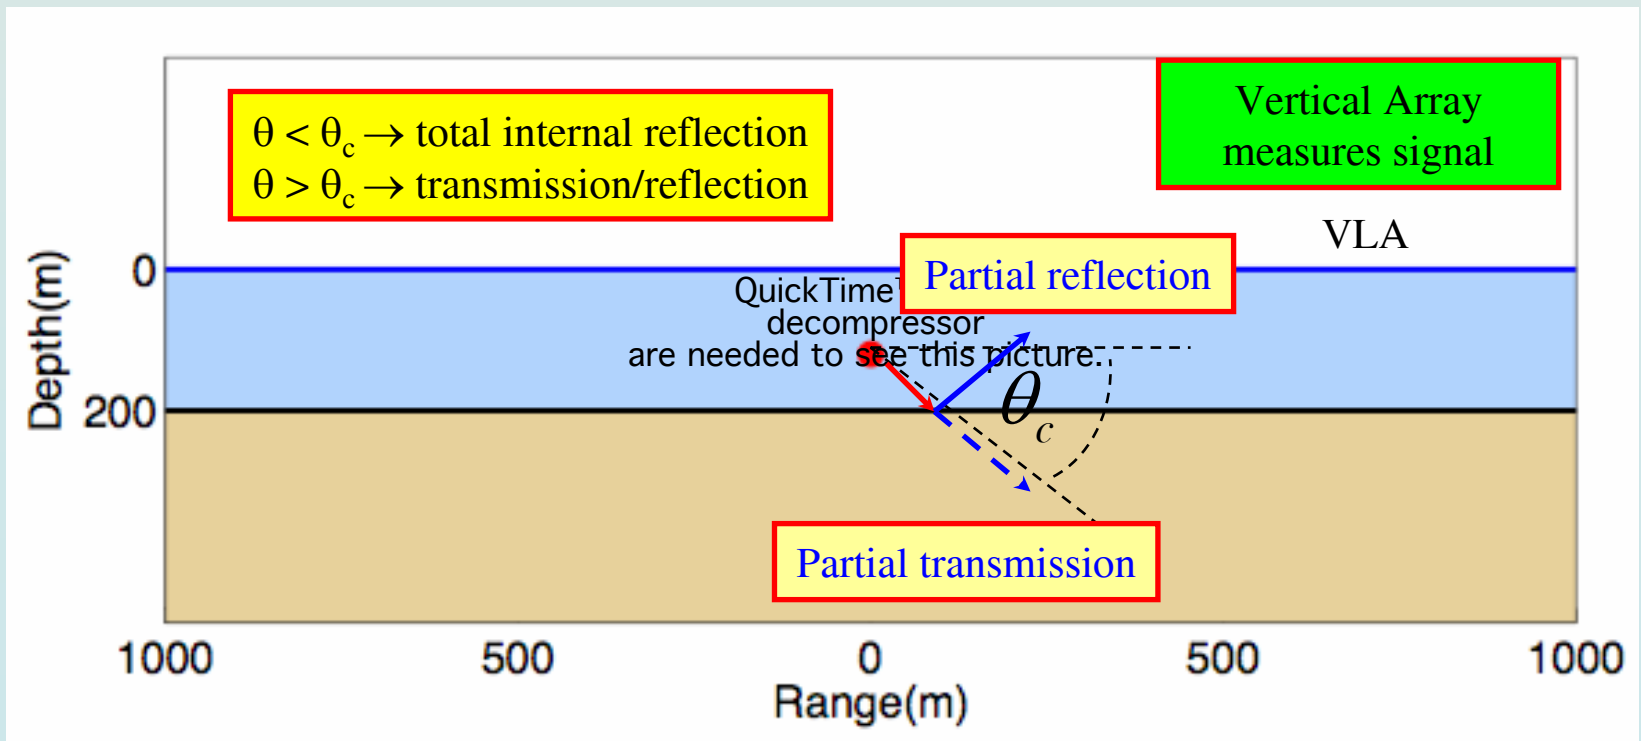 θ < θc → total internal reflection
θ > θc → transmission/reflection
Vertical Array
measures signal
VLA
Partial reflection
QuickTime
decompressor
are needed to see this picture.
θc
Partial transmission
Depth(m)
0
200
1000 500 0 500 1000
Range(m)